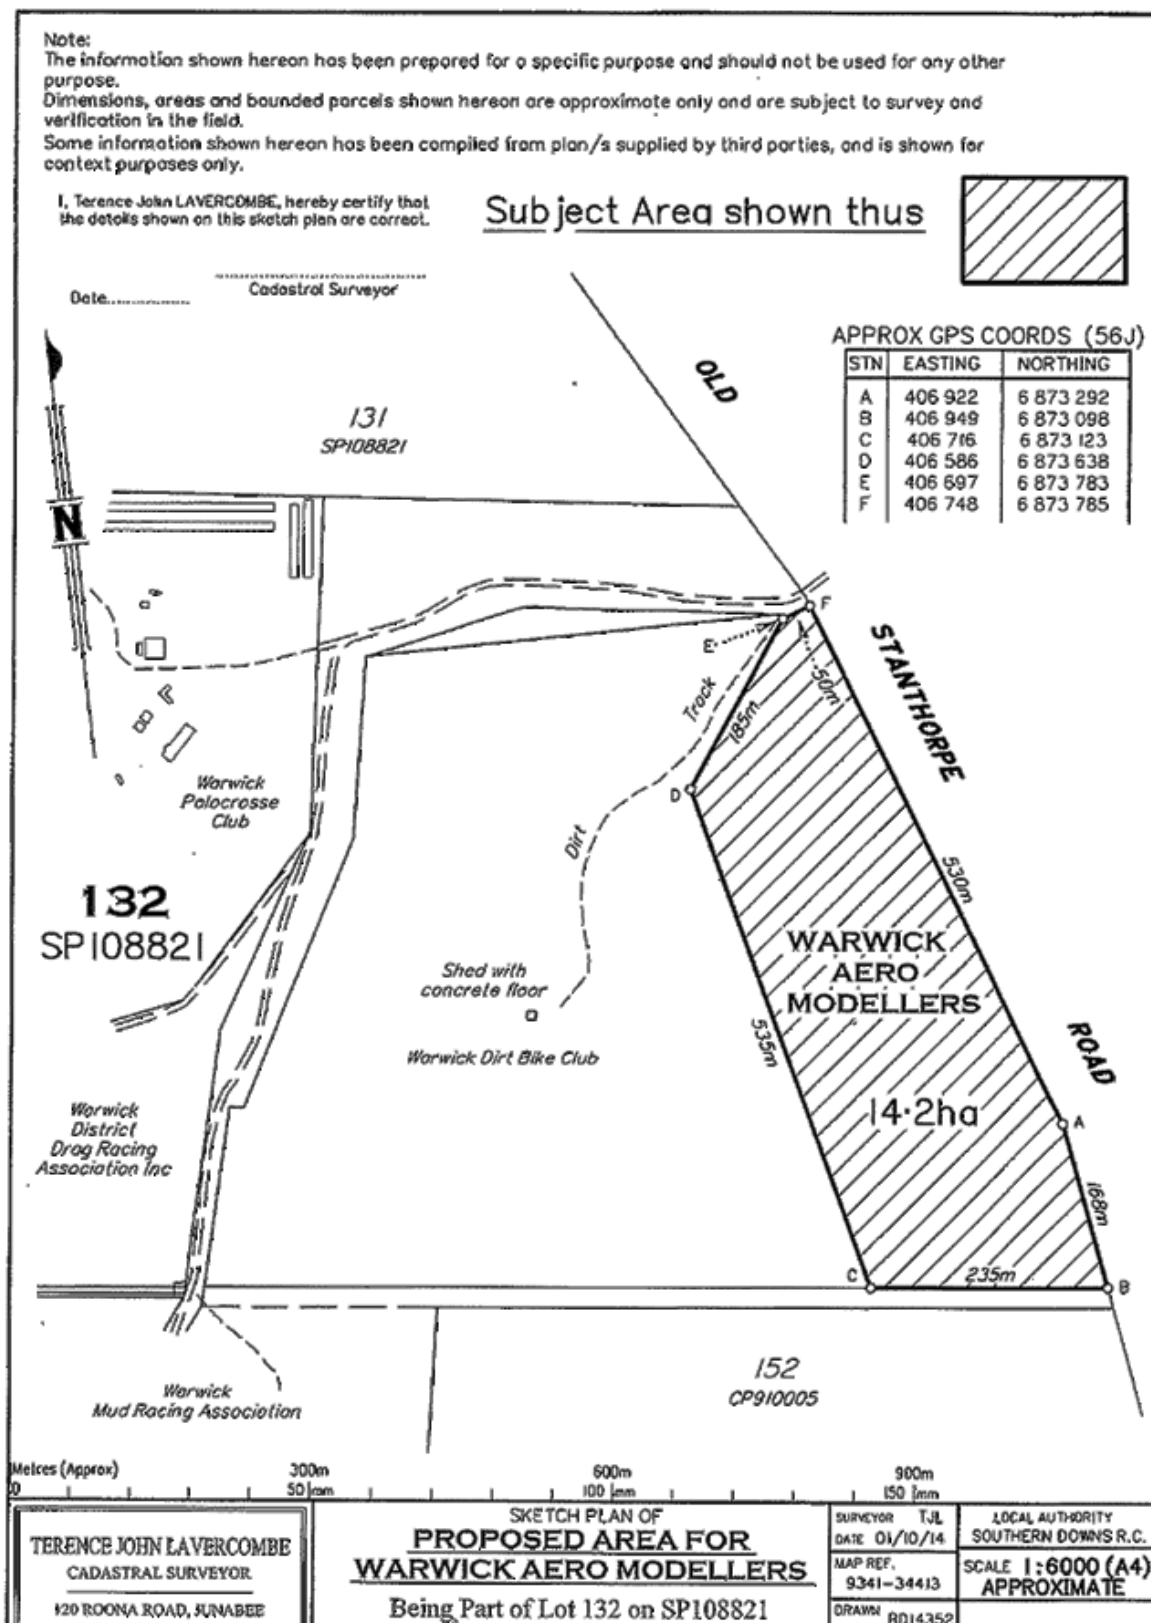 Note:
The information shown hereon has been prepared for a specific purpose and should not be used for any other
purpose.
Dimensions, areas and bounded parcels shown hereon are approximate only and are subject to survey and
verification in the field.
Some information shown hereon has been compiled from plan/s supplied by third parties, and is shown for
context purposes only.
I, Terence John LAVERCOMBE, hereby certify that
the details shown on this sketch plan are correct.
Subject Area shown thus
Cadastral Surveyor
Date
APPROX GPS COORDS (56J)
STN EASTING NORTHING
A 406 922 6 873 292
B 406 949 6 873 098
C 406 716 6 873 123
D 406 586 6 873 638
E 406 697 6 873 783
F 406 748 6 873 785
OLD
131
SP108821
N
F
E
STANTHORPE
50m
Track
185m
D
Warwick
Polocrosse
Club
Dirt
530m
132
SP108821
WARWICK
AERO
MODELLERS
Shed with
concrete floor
535m
Warwick Dirt Bike Club
ROAD
14·2ha
A
Warwick
District
Drag Racing
Association Inc
168m
C
235m
B
152
CP910005
Warwick
Mud Racing Association
Metres (Approx) 300m 600m 900m
0 50 mm 100 mm 150 mm
TERENCE JOHN LAVERCOMBE
CADASTRAL SURVEYOR
120 ROONA ROAD, JUNABEE
SKETCH PLAN OF
PROPOSED AREA FOR
WARWICK AERO MODELLERS
Being Part of Lot 132 on SP108821
SURVEYOR TJL
DATE 01/10/14
MAP REF.
9341-34413
DRAWN RD14352
LOCAL AUTHORITY
SOUTHERN DOWNS R.C.
SCALE 1:6000 (A4)
APPROXIMATE